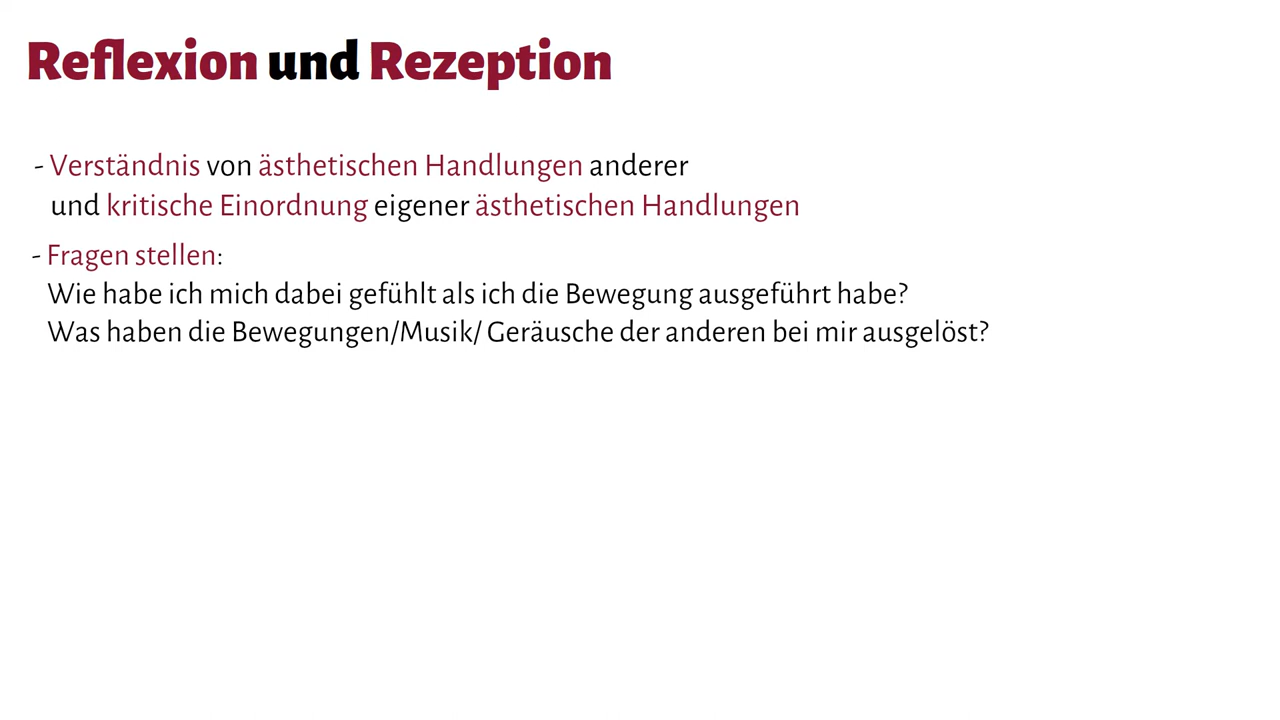 Reflexion und Rezeption
- Verständnis von ästhetischen Handlungen anderer
und kritische Einordnung eigener ästhetischen Handlungen
- Fragen stellen:
Wie habe ich mich dabei gefühlt als ich die Bewegung ausgeführt habe?
Was haben die Bewegungen/Musik/ Geräusche der anderen bei mir ausgelöst?